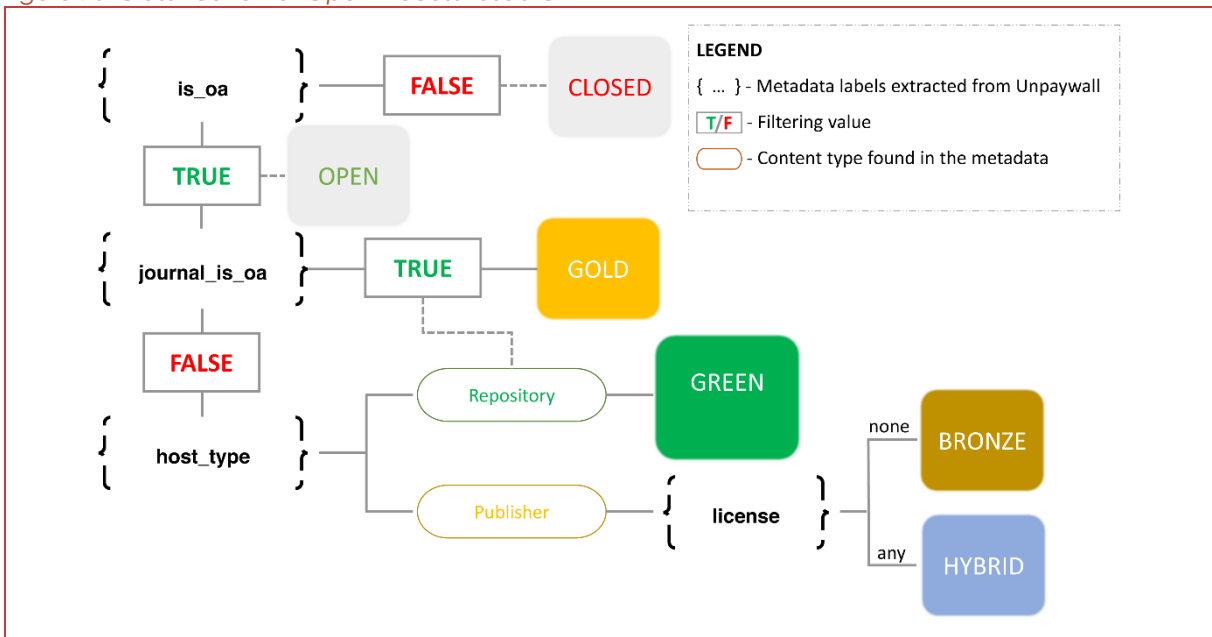 is_oa
FALSE
CLOSED
LEGEND
{ ... } - Metadata labels extracted from Unpaywall
T/F - Filtering value
- Content type found in the metadata
TRUE
OPEN
journal_is_oa
TRUE
GOLD
FALSE
Repository
GREEN
host_type
Publisher
license
none
BRONZE
any
HYBRID